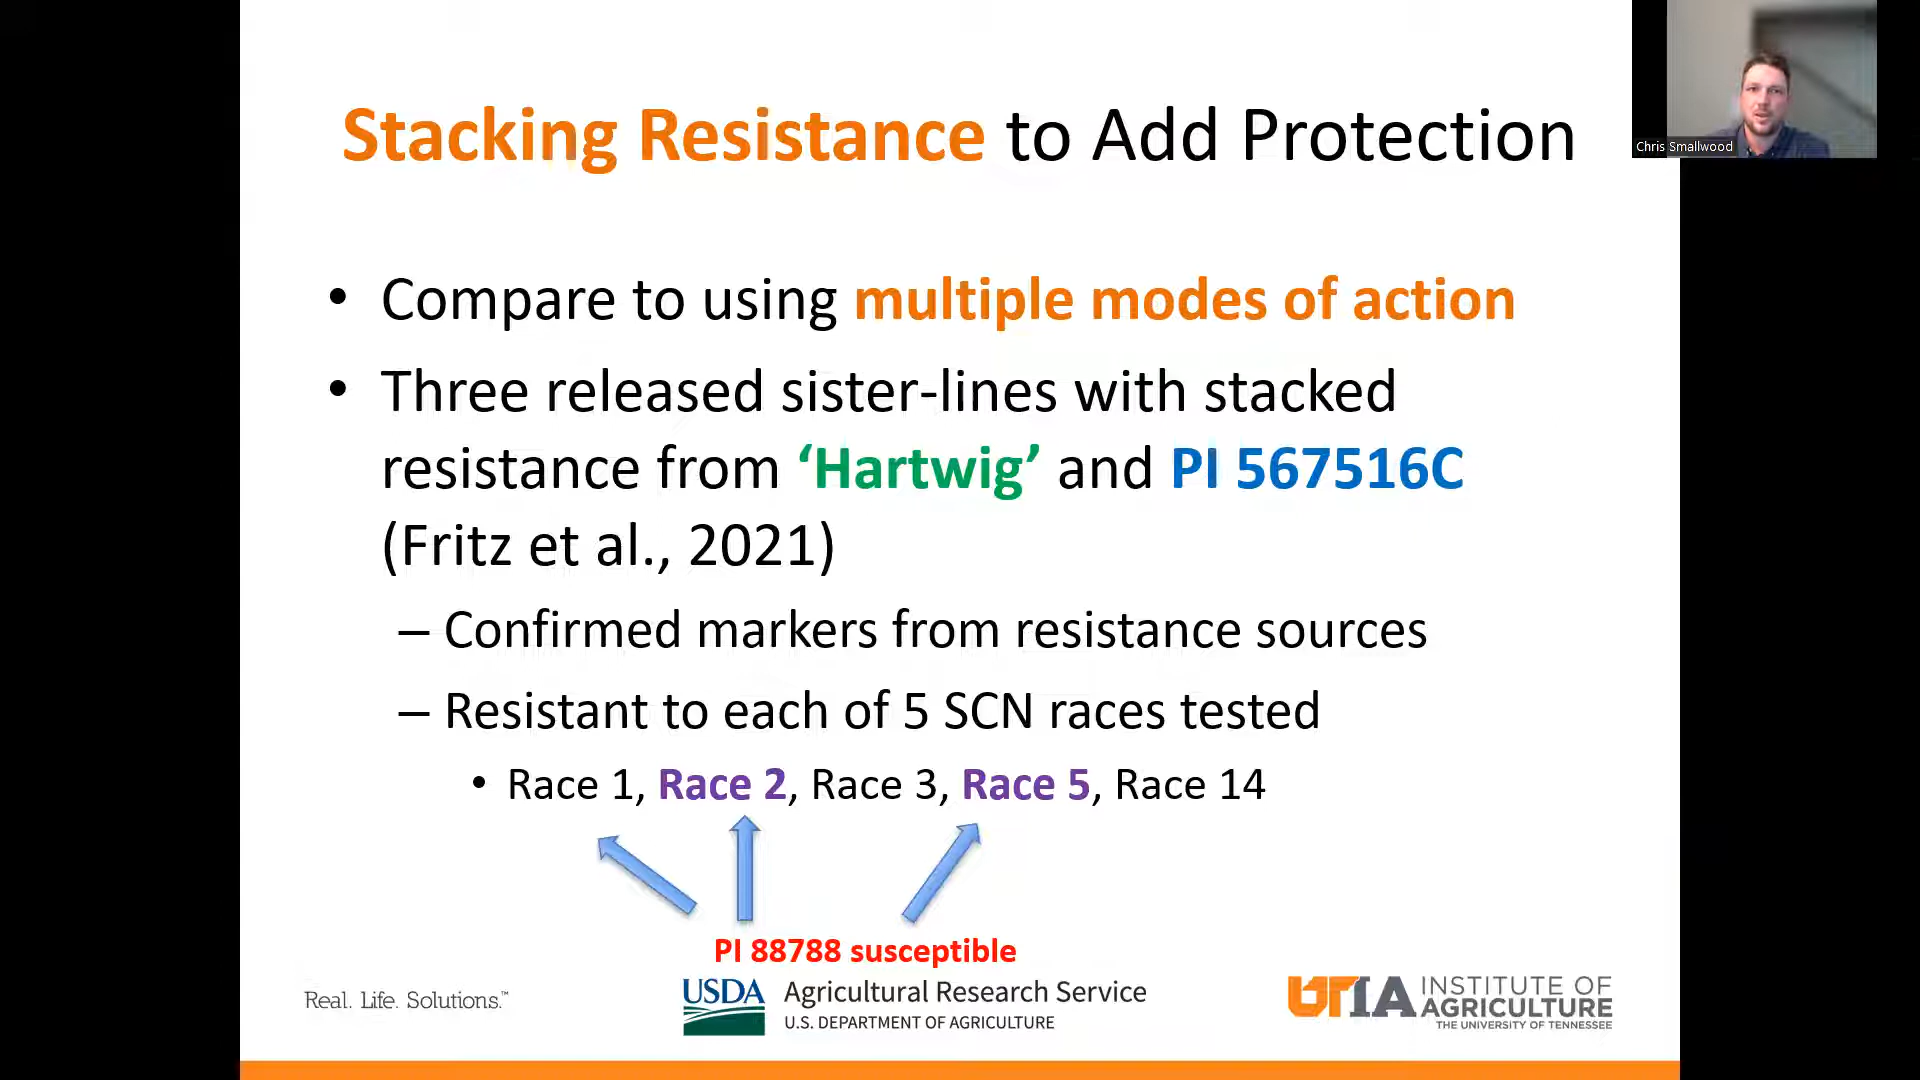 Stacking Resistance to Add Protection
Chris Smallwood
• Compare to using multiple modes of action
• Three released sister-lines with stacked
resistance from ‘Hartwig’ and PI 567516C
(Fritz et al., 2021)
– Confirmed markers from resistance sources
– Resistant to each of 5 SCN races tested
• Race 1, Race 2, Race 3, Race 5, Race 14
PI 88788 susceptible
Real. Life. Solutions.™
USDA Agricultural Research Service
U.S. DEPARTMENT OF AGRICULTURE
UTIA INSTITUTE OF
AGRICULTURE
THE UNIVERSITY OF TENNESSEE